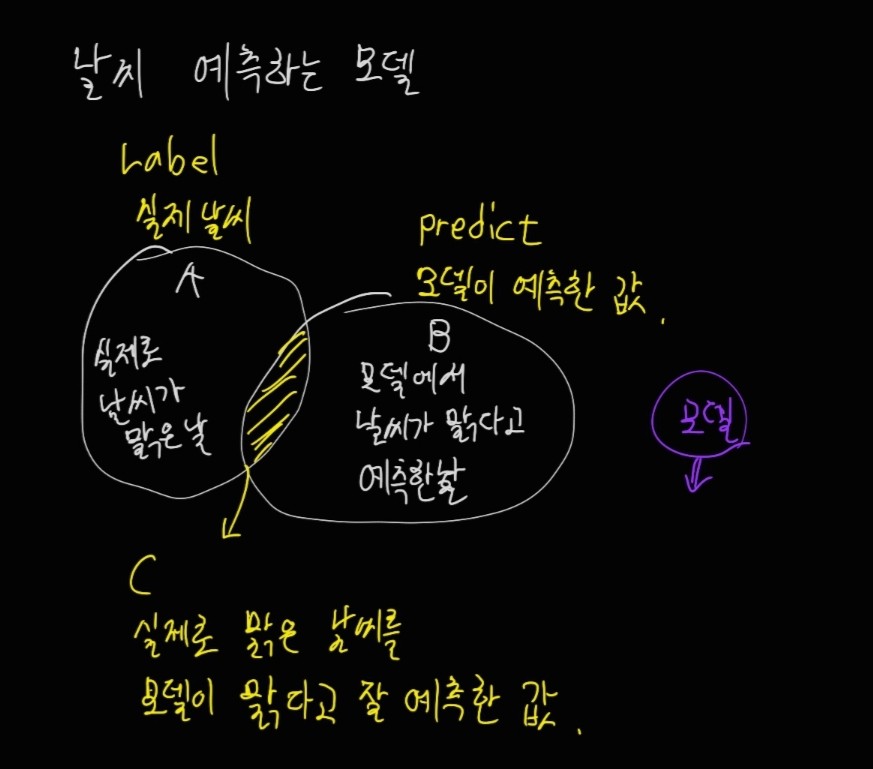 날씨 예측하는 모델
Label
실제 날씨
predict
모델이 예측한 값.
A
실제로
날씨가
맑은 날
B
모델에서
날씨가 맑다고
예측한 날
모델
C
실제로 맑은 날씨를
모델이 맑다고 잘 예측한 값.